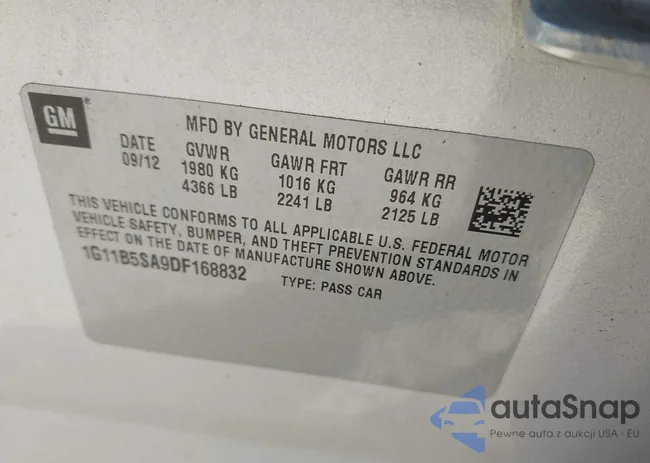 GM
MFD BY GENERAL MOTORS LLC
DATE GVWR GAWR FRT GAWR RR
09/12 1980 KG 1016 KG 964 KG
4366 LB 2241 LB 2125 LB
THIS VEHICLE CONFORMS TO ALL APPLICABLE U.S. FEDERAL MOTOR
VEHICLE SAFETY, BUMPER, AND THEFT PREVENTION STANDARDS IN
EFFECT ON THE DATE OF MANUFACTURE SHOWN ABOVE.
1G11B5SA9DF168832 TYPE: PASS CAR
autaSnap
Pewne auta z aukcji USA i EU